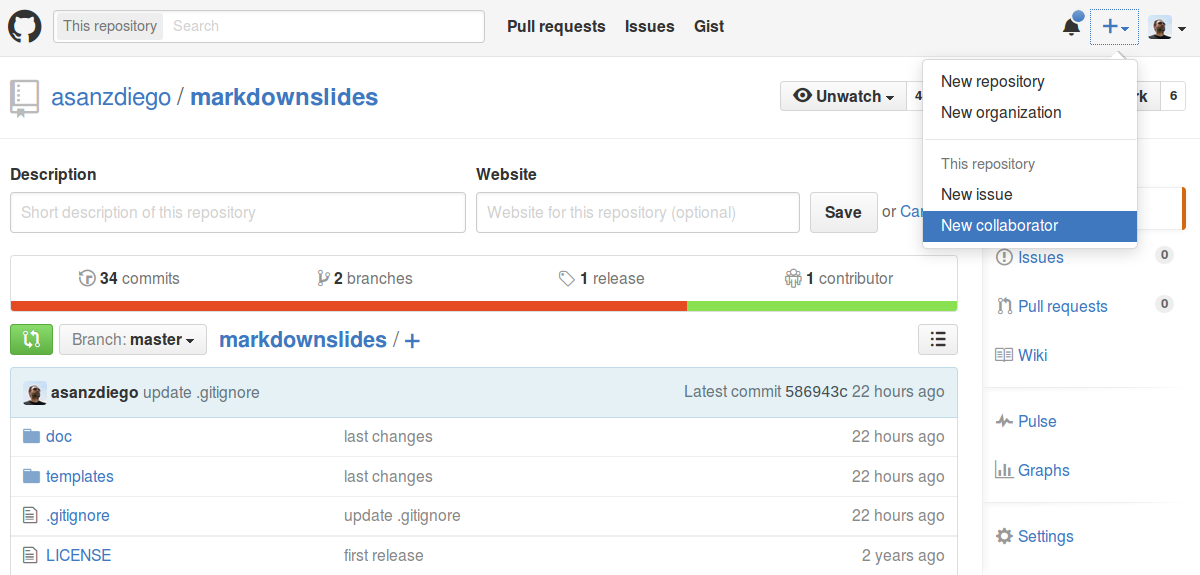 This repository Search Pull requests Issues Gist
New repository
asanzdiego / markdownslides Unwatch 4 rk 6
New organization
This repository
Description Website
New issue
Short description of this repository Website for this repository (optional) Save or Can
New collaborator
Issues 0
34 commits 2 branches 1 release 1 contributor
Pull requests 0
Branch: master markdownslides / +
Wiki
asanzdiego update .gitignore Latest commit 586943c 22 hours ago
Pulse
doc last changes 22 hours ago
Graphs
templates last changes 22 hours ago
.gitignore update .gitignore 22 hours ago
Settings
LICENSE first release 2 years ago